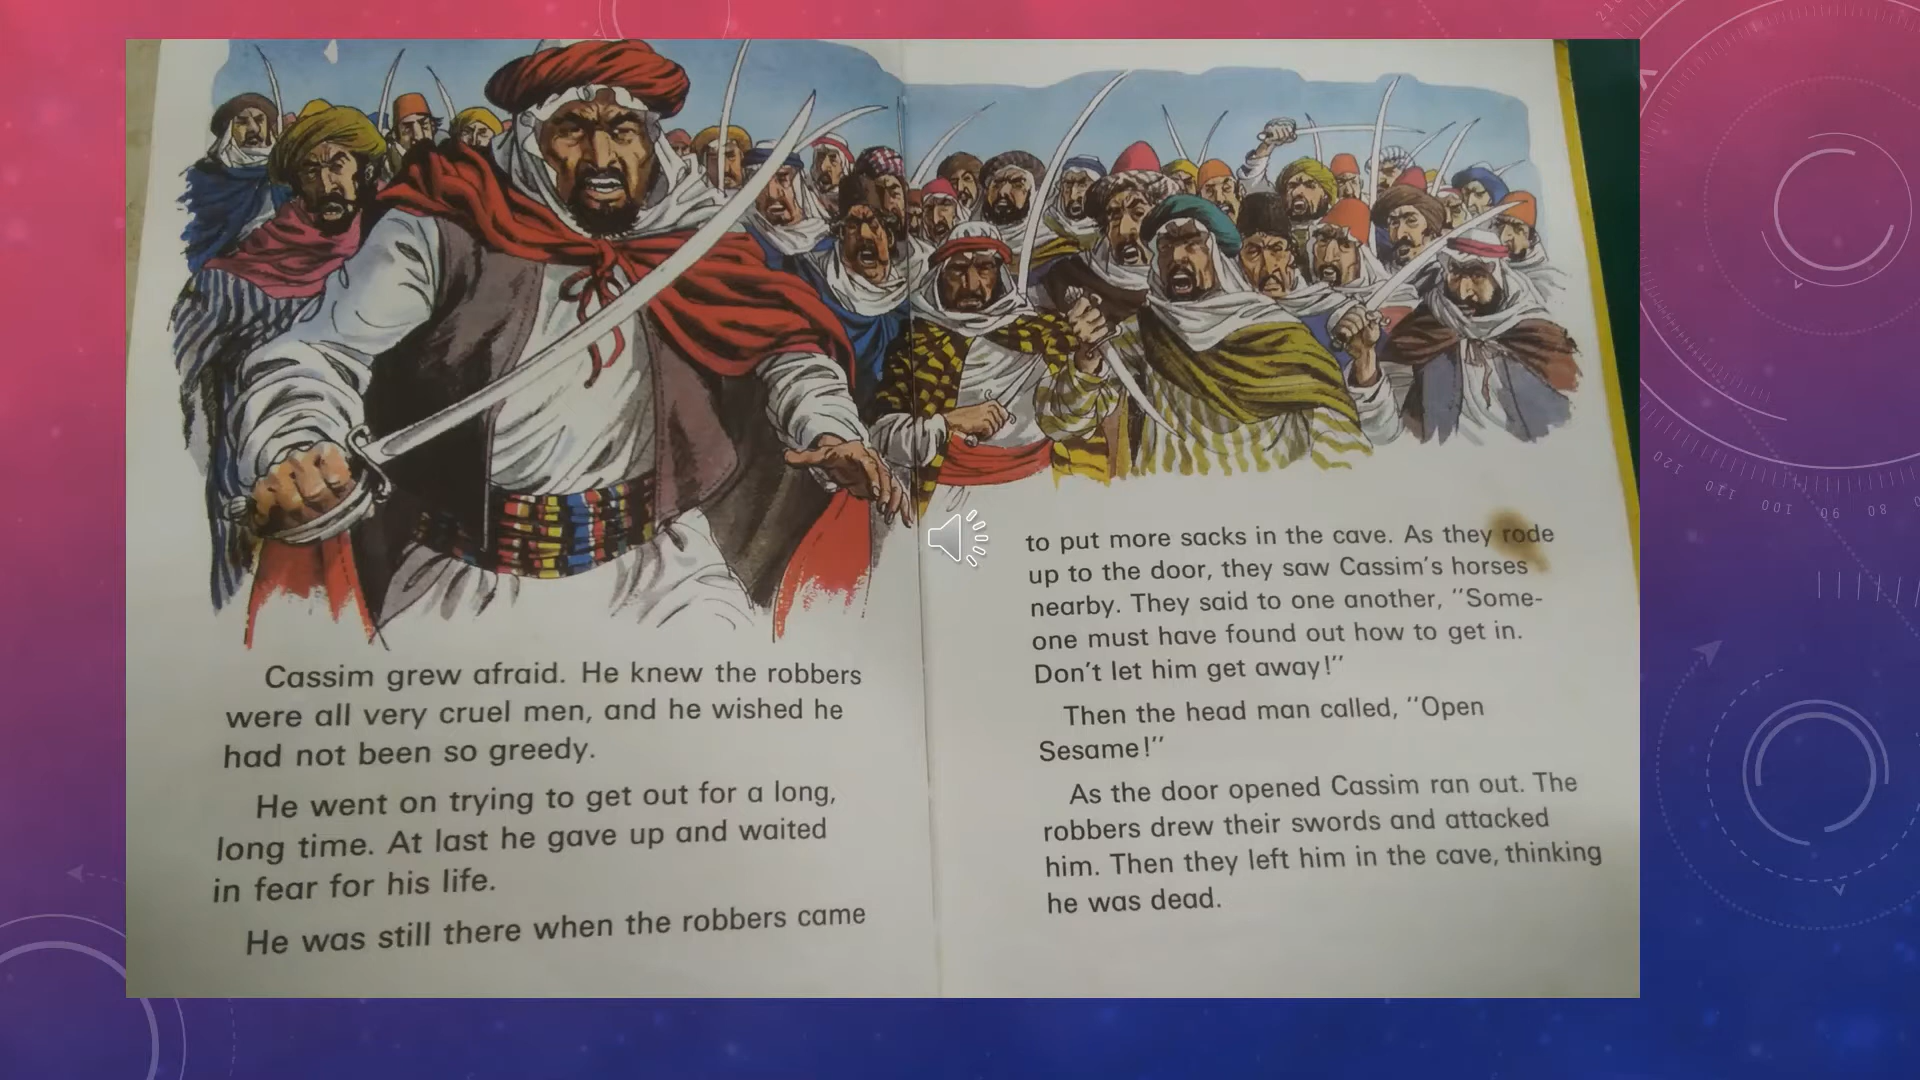 Cassim grew afraid. He knew the robbers
were all very cruel men, and he wished he
had not been so greedy.
He went on trying to get out for a long,
long time. At last he gave up and waited
in fear for his life.
He was still there when the robbers came
to put more sacks in the cave. As they rode
up to the door, they saw Cassim's horses
nearby. They said to one another, "Some-
one must have found out how to get in.
Don't let him get away!"
Then the head man called, "Open
Sesame!"
As the door opened Cassim ran out. The
robbers drew their swords and attacked
him. Then they left him in the cave, thinking
he was dead.
210
120
110
100
90
80